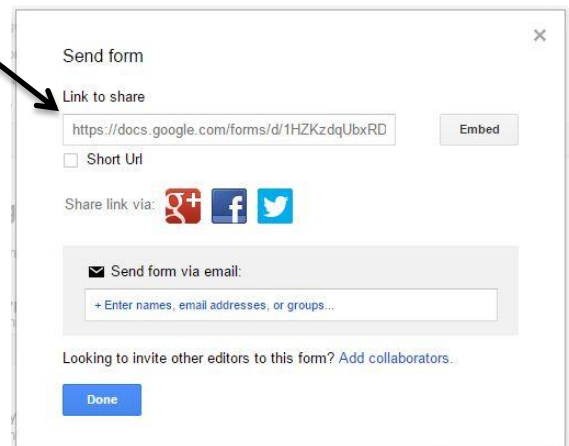 Send form
Link to share
https://docs.google.com/forms/d/1HZKzdqUbxRD
Embed
Short Url
Share link via:
g+ f
Send form via email:
+ Enter names, email addresses, or groups...
Looking to invite other editors to this form? Add collaborators.
Done